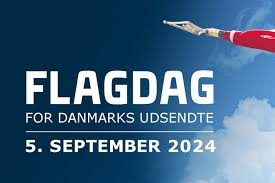 FLAGDAG
FOR DANMARKS UDSENDTE
5. SEPTEMBER 2024